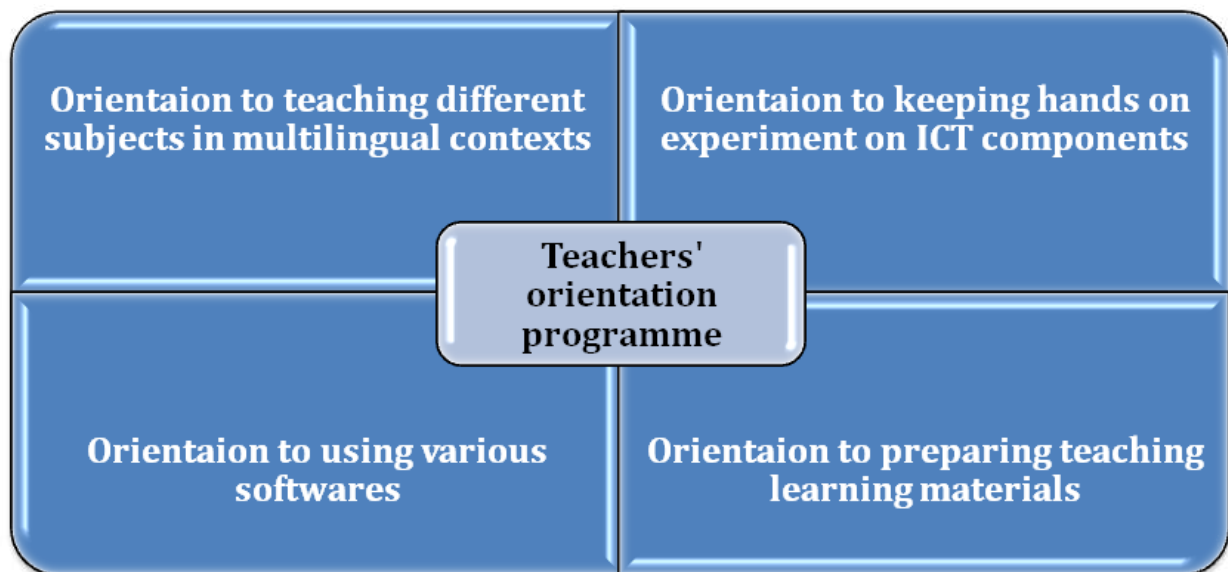 Orientaion to teaching different
subjects in multilingual contexts
Orientaion to keeping hands on
experiment on ICT components
Teachers'
orientation
programme
Orientaion to using various
softwares
Orientaion to preparing teaching
learning materials